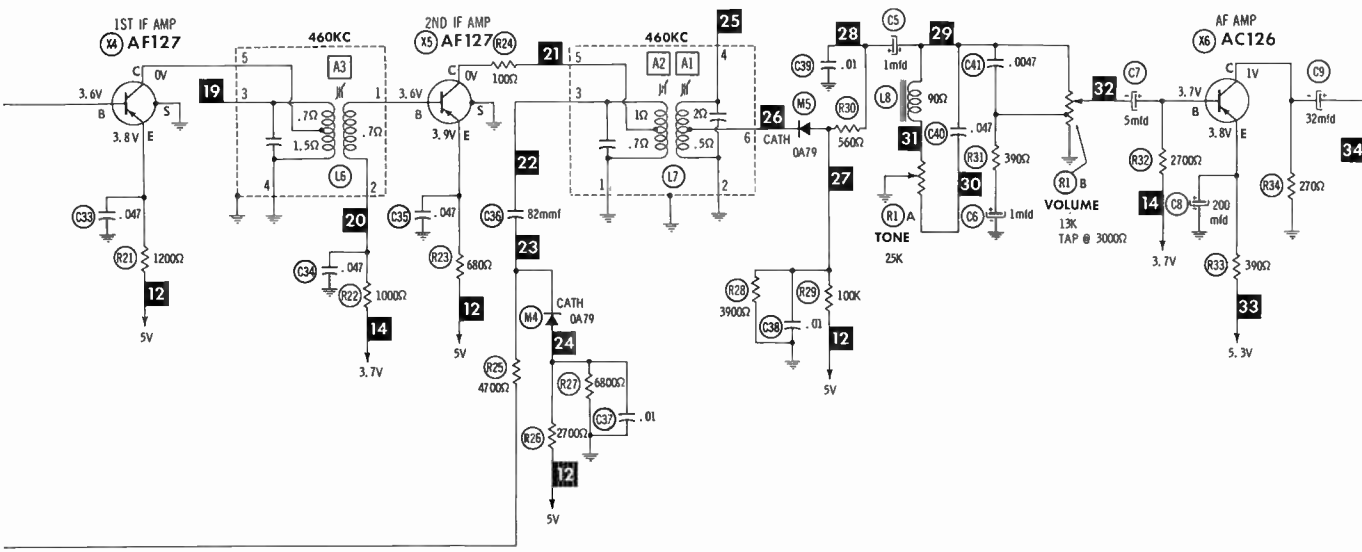 1ST IF AMP
X4 AF127
C
0V
3.6V
B
S
3.8V
E
C33 .047
R21 1200Ω
12
5V
460KC
A3
5
19
3
.7Ω
1.5Ω
1
.7Ω
4
L6
2
20
C34 .047
R22 1000Ω
14
3.7V
2ND IF AMP
X5 AF127
R24
100Ω
21
C
0V
3.6V
B
S
3.9V
E
C35 .047
R23
680Ω
12
5V
22
C36 82mmf
23
R25
4700Ω
M4
CATH
0A79
24
R27 6800Ω
C37 .01
R26 2700Ω
12
5V
460KC
A2
A1
25
4
5
3
1Ω
.7Ω
2Ω
.5Ω
6
1
L7
2
26
CATH
M5
0A79
C39 .01
28
C5
1mfd
R30
560Ω
27
R28
3900Ω
C38 .01
R29
100K
12
5V
29
L8
90Ω
31
R1 A
TONE
25K
C40 .047
30
C41 .0047
R31 390Ω
C6 1mfd
R1 B
VOLUME
13K
TAP @ 3000Ω
32
C7
5mfd
R32 2700Ω
14
3.7V
AF AMP
X6 AC126
C
1V
3.7V
B
3.8V
E
C8 200
mfd
R33 390Ω
33
5.3V
C9
32mfd
R34
270Ω
34